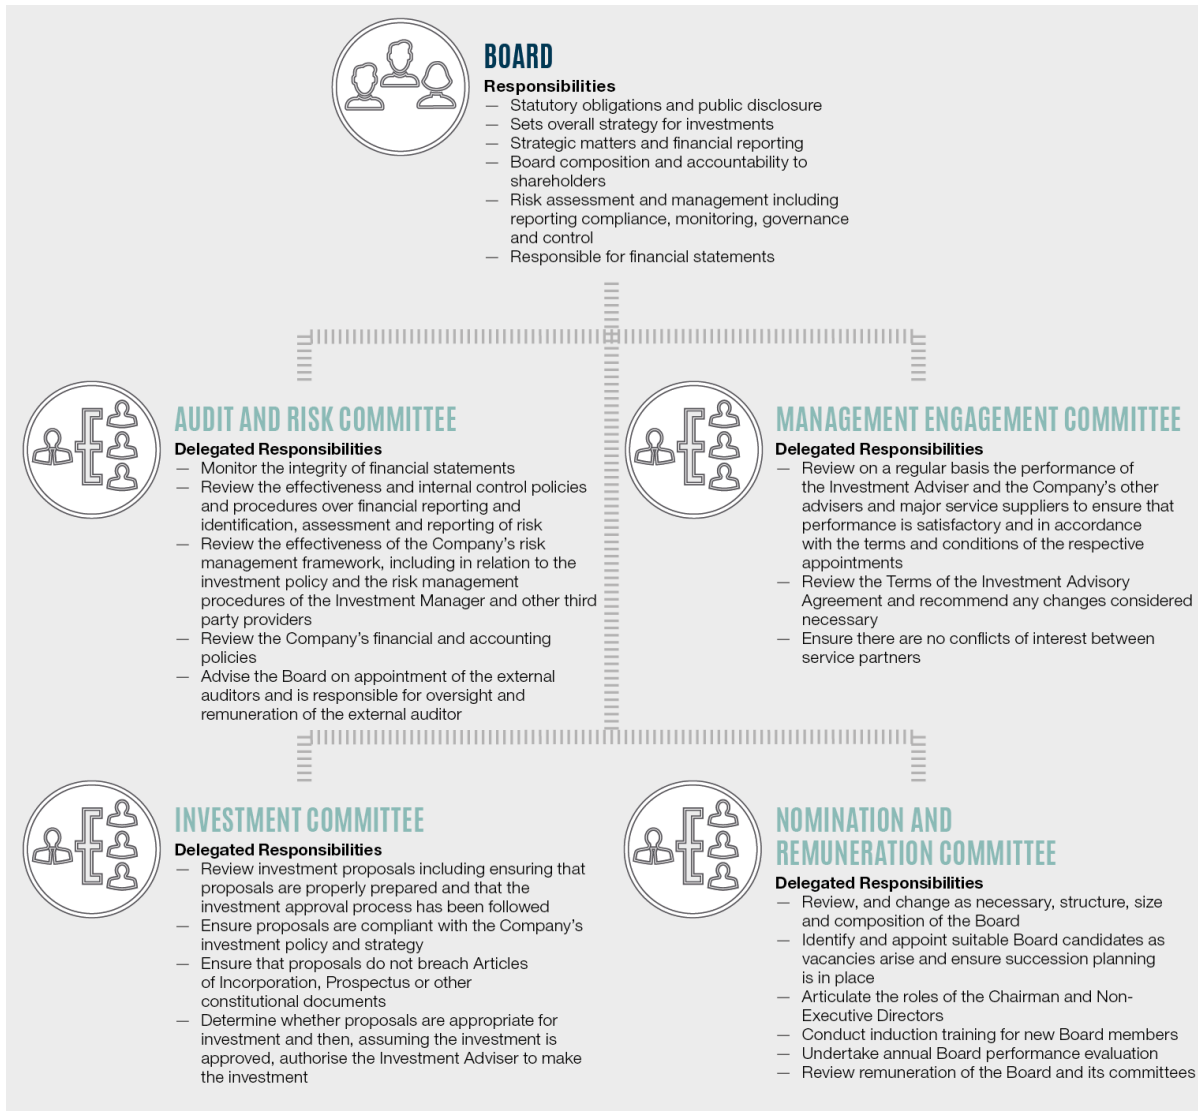 BOARD
Responsibilities
— Statutory obligations and public disclosure
— Sets overall strategy for investments
— Strategic matters and financial reporting
— Board composition and accountability to
shareholders
— Risk assessment and management including
reporting compliance, monitoring, governance
and control
— Responsible for financial statements
AUDIT AND RISK COMMITTEE
Delegated Responsibilities
— Monitor the integrity of financial statements
— Review the effectiveness and internal control policies
and procedures over financial reporting and
identification, assessment and reporting of risk
— Review the effectiveness of the Company's risk
management framework, including in relation to the
investment policy and the risk management
procedures of the Investment Manager and other third
party providers
— Review the Company's financial and accounting
policies
— Advise the Board on appointment of the external
auditors and is responsible for oversight and
remuneration of the external auditor
MANAGEMENT ENGAGEMENT COMMITTEE
Delegated Responsibilities
— Review on a regular basis the performance of
the Investment Adviser and the Company's other
advisers and major service suppliers to ensure that
performance is satisfactory and in accordance
with the terms and conditions of the respective
appointments
— Review the Terms of the Investment Advisory
Agreement and recommend any changes considered
necessary
— Ensure there are no conflicts of interest between
service partners
INVESTMENT COMMITTEE
Delegated Responsibilities
— Review investment proposals including ensuring that
proposals are properly prepared and that the
investment approval process has been followed
— Ensure proposals are compliant with the Company's
investment policy and strategy
— Ensure that proposals do not breach Articles
of Incorporation, Prospectus or other
constitutional documents
— Determine whether proposals are appropriate for
investment and then, assuming the investment is
approved, authorise the Investment Adviser to make
the investment
NOMINATION AND
REMUNERATION COMMITTEE
Delegated Responsibilities
— Review, and change as necessary, structure, size
and composition of the Board
— Identify and appoint suitable Board candidates as
vacancies arise and ensure succession planning
is in place
— Articulate the roles of the Chairman and Non-
Executive Directors
— Conduct induction training for new Board members
— Undertake annual Board performance evaluation
— Review remuneration of the Board and its committees